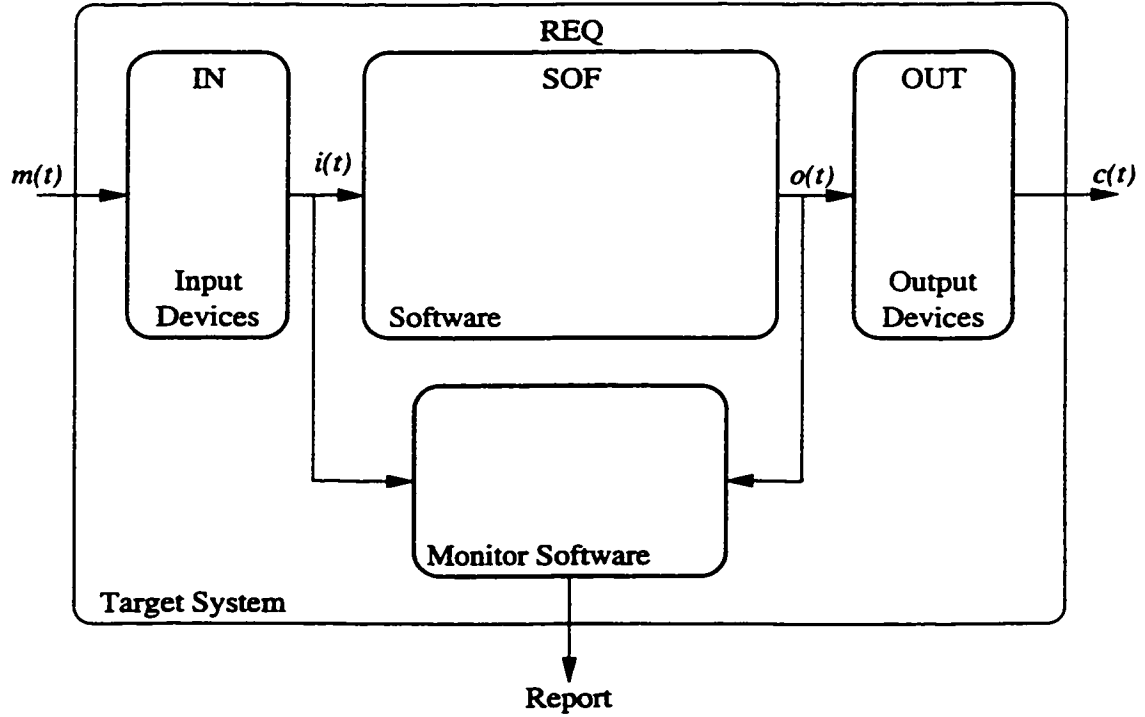 REQ
IN
SOF
OUT
m(t)
i(t)
o(t)
c(t)
Input
Devices
Software
Output
Devices
Monitor Software
Target System
Report